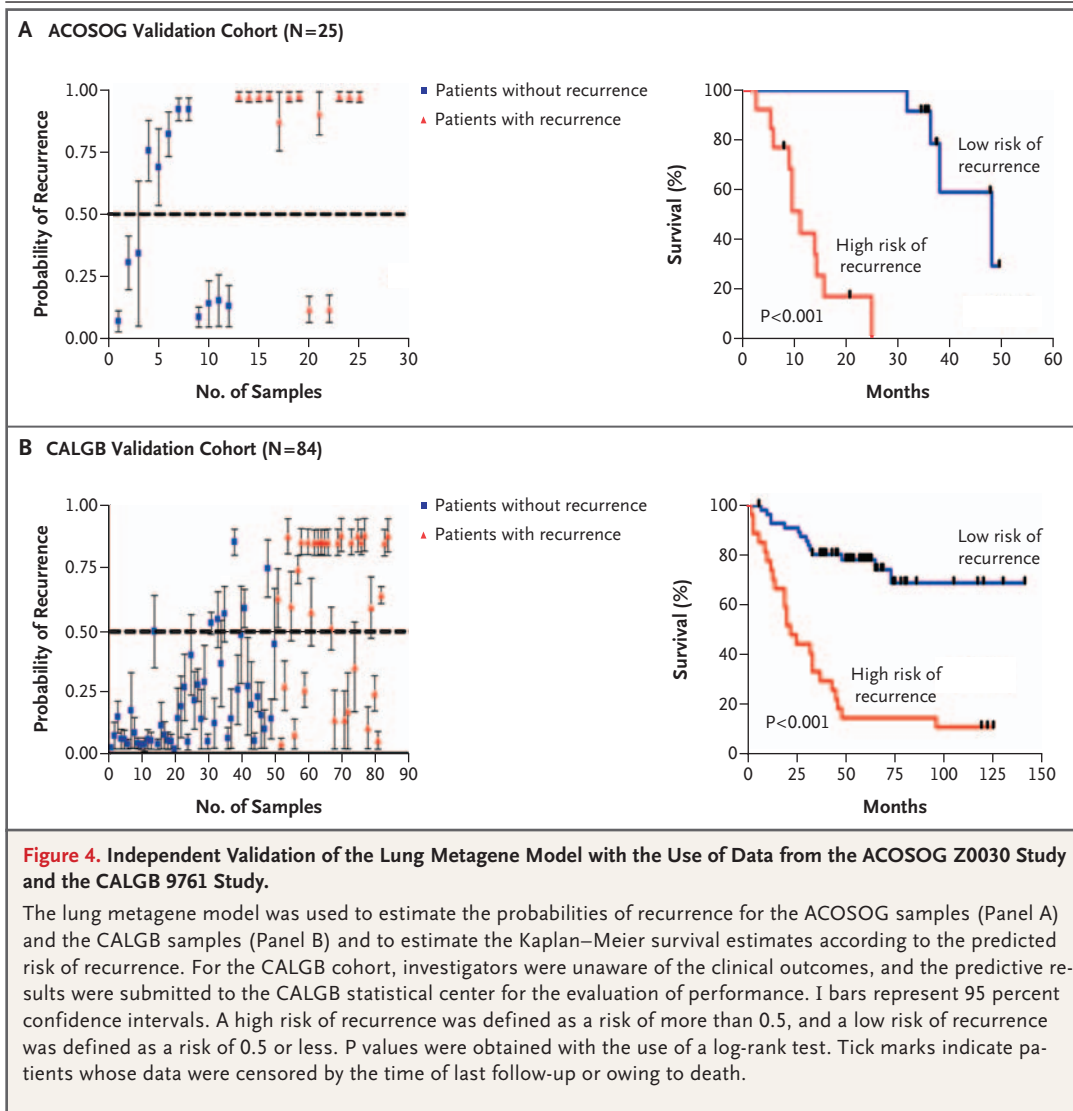 A ACOSOG Validation Cohort (N=25)
Probability of Recurrence
1.00
0.75
0.50
0.25
0.00
0 5 10 15 20 25 30
No. of Samples
Patients without recurrence
Patients with recurrence
Survival (%)
100
80
60
40
20
0
Low risk of
recurrence
High risk of
recurrence
P<0.001
0 10 20 30 40 50 60
Months
B CALGB Validation Cohort (N=84)
Probability of Recurrence
1.00
0.75
0.50
0.25
0.00
0 10 20 30 40 50 60 70 80 90
No. of Samples
Patients without recurrence
Patients with recurrence
Survival (%)
100
80
60
40
20
0
Low risk of
recurrence
High risk of
recurrence
P<0.001
0 25 50 75 100 125 150
Months
Figure 4. Independent Validation of the Lung Metagene Model with the Use of Data from the ACOSOG Z0030 Study
and the CALGB 9761 Study.
The lung metagene model was used to estimate the probabilities of recurrence for the ACOSOG samples (Panel A)
and the CALGB samples (Panel B) and to estimate the Kaplan–Meier survival estimates according to the predicted
risk of recurrence. For the CALGB cohort, investigators were unaware of the clinical outcomes, and the predictive re-
sults were submitted to the CALGB statistical center for the evaluation of performance. I bars represent 95 percent
confidence intervals. A high risk of recurrence was defined as a risk of more than 0.5, and a low risk of recurrence
was defined as a risk of 0.5 or less. P values were obtained with the use of a log-rank test. Tick marks indicate pa-
tients whose data were censored by the time of last follow-up or owing to death.